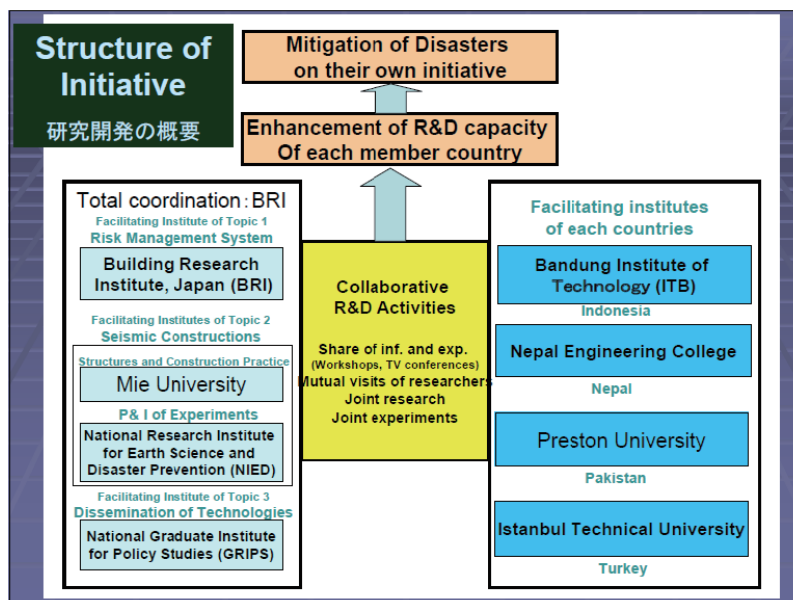 Structure of
Initiative
研究開発の概要
Mitigation of Disasters
on their own initiative
Enhancement of R&D capacity
Of each member country
Total coordination：BRI
Facilitating Institute of Topic 1
Risk Management System
Building Research
Institute, Japan (BRI)
Facilitating Institutes of Topic 2
Seismic Constructions
Structures and Construction Practice
Mie University
P& I of Experiments
National Research Institute
for Earth Science and
Disaster Prevention (NIED)
Facilitating Institute of Topic 3
Dissemination of Technologies
National Graduate Institute
for Policy Studies (GRIPS)
Collaborative
R&D Activities
Share of inf. and exp.
(Workshops, TV conferences)
Mutual visits of researchers
Joint research
Joint experiments
Facilitating institutes
of each countries
Bandung Institute of
Technology (ITB)
Indonesia
Nepal Engineering College
Nepal
Preston University
Pakistan
Istanbul Technical University
Turkey